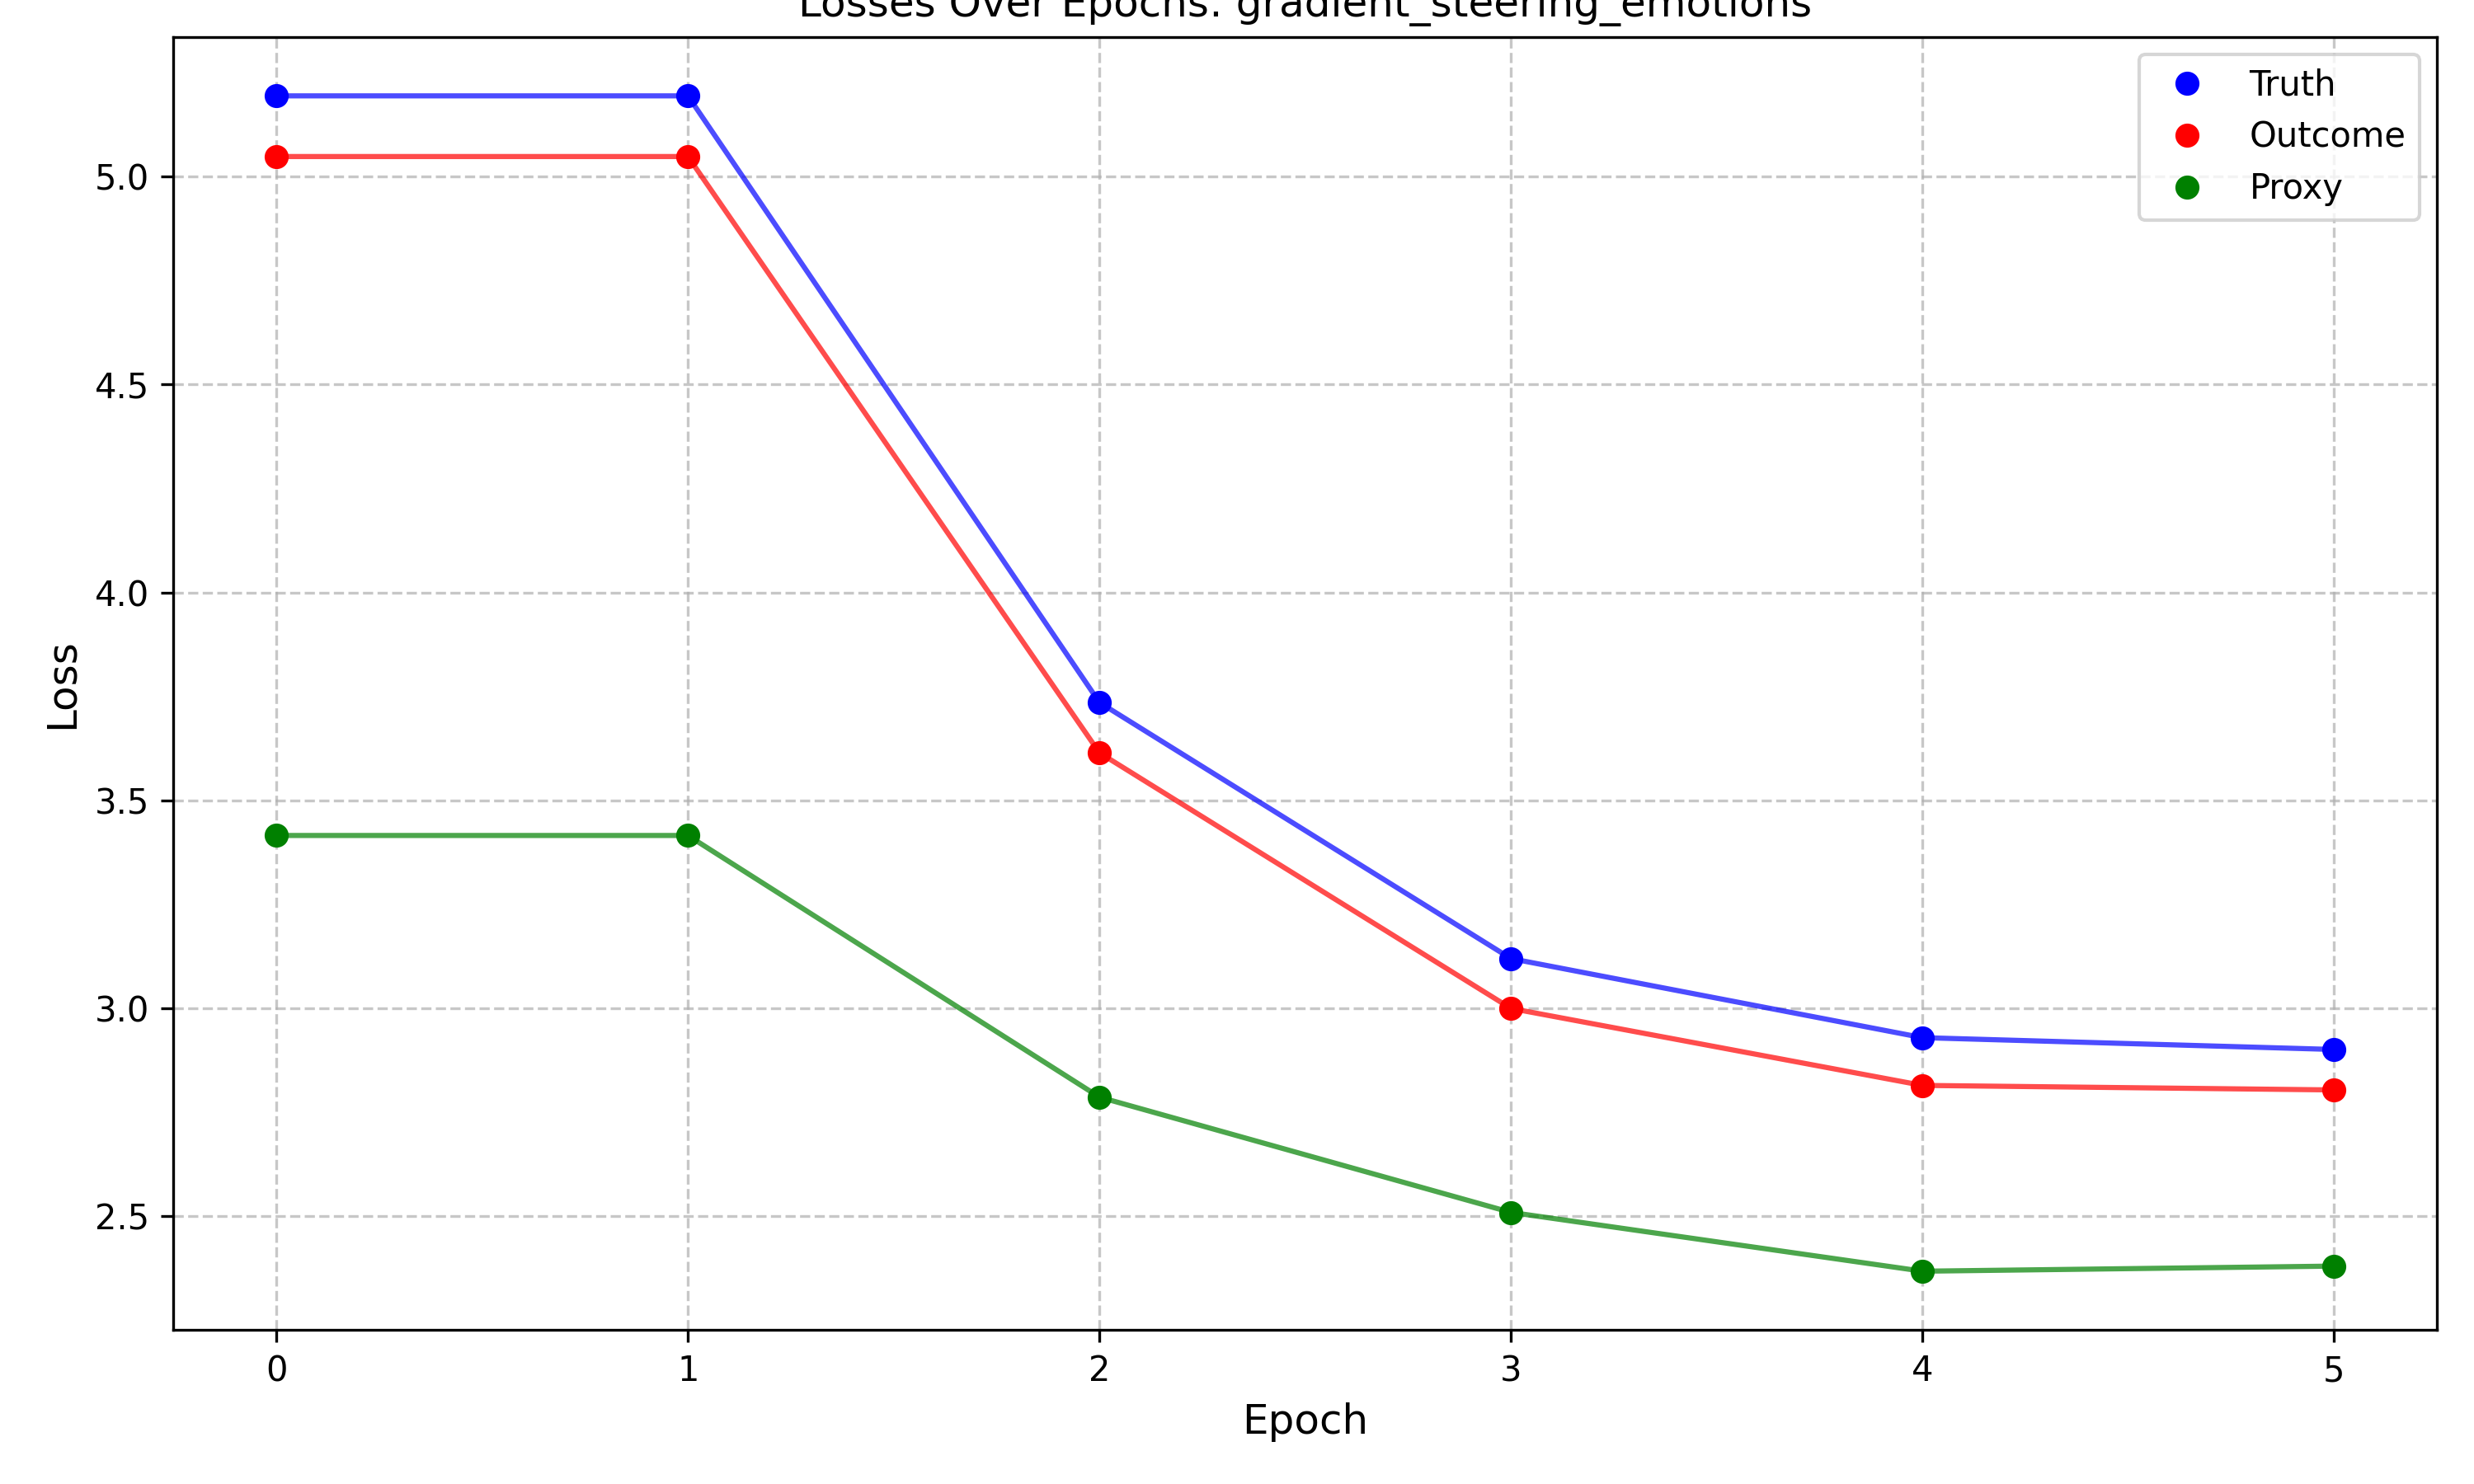 Losses Over Epochs: gradient_steering_emotions
Truth
Outcome
Proxy
5.0
4.5
4.0
3.5
3.0
2.5
Loss
0 1 2 3 4 5
Epoch